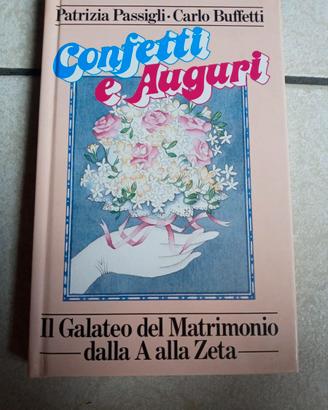 Patrizia Passigli · Carlo Buffetti
Confetti
e Auguri
Il Galateo del Matrimonio
dalla A alla Zeta